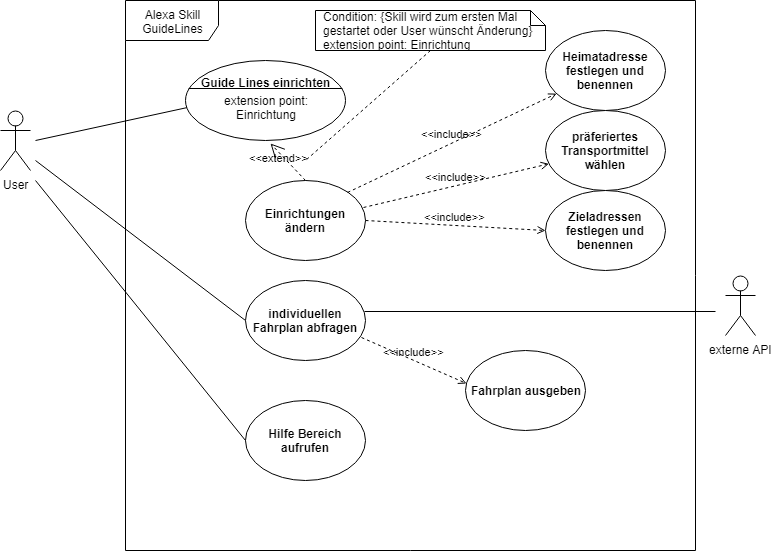 Alexa Skill
GuideLines
Condition: {Skill wird zum ersten Mal
gestartet oder User wünscht Änderung}
extension point: Einrichtung
Heimatadresse
festlegen und
benennen
Guide Lines einrichten
extension point:
Einrichtung
<<include>>
präferiertes
Transportmittel
wählen
<<extend>>
<<include>>
User
Einrichtungen
ändern
<<include>>
Zieladressen
festlegen und
benennen
individuellen
Fahrplan abfragen
externe API
<<include>>
Fahrplan ausgeben
Hilfe Bereich
aufrufen